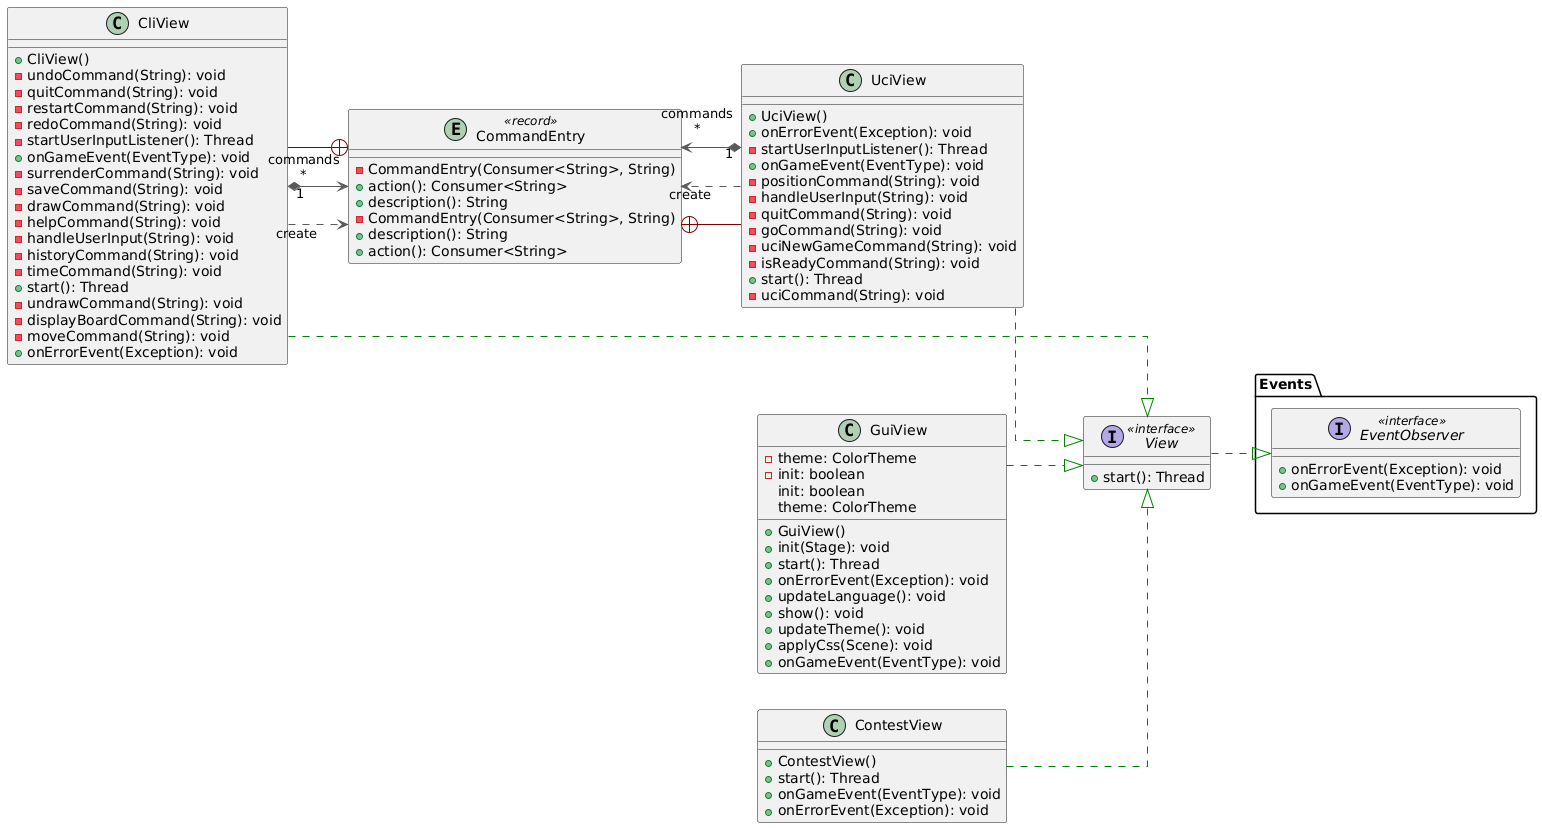 C CliView
CliView()
undoCommand(String): void
quitCommand(String): void
restartCommand(String): void
redoCommand(String): void
startUserInputListener(): Thread
onGameEvent(EventType): void
surrenderCommand(String): void
saveCommand(String): void
drawCommand(String): void
helpCommand(String): void
handleUserInput(String): void
historyCommand(String): void
timeCommand(String): void
start(): Thread
undrawCommand(String): void
displayBoardCommand(String): void
moveCommand(String): void
onErrorEvent(Exception): void
commands
*
1
create
E «record»
CommandEntry
CommandEntry(Consumer<String>, String)
action(): Consumer<String>
description(): String
CommandEntry(Consumer<String>, String)
description(): String
action(): Consumer<String>
commands
*
1
create
C UciView
UciView()
onErrorEvent(Exception): void
startUserInputListener(): Thread
onGameEvent(EventType): void
positionCommand(String): void
handleUserInput(String): void
quitCommand(String): void
goCommand(String): void
uciNewGameCommand(String): void
isReadyCommand(String): void
start(): Thread
uciCommand(String): void
C GuiView
theme: ColorTheme
init: boolean
init: boolean
theme: ColorTheme
GuiView()
init(Stage): void
start(): Thread
onErrorEvent(Exception): void
updateLanguage(): void
show(): void
updateTheme(): void
applyCss(Scene): void
onGameEvent(EventType): void
I «interface»
View
start(): Thread
Events
I «interface»
EventObserver
onErrorEvent(Exception): void
onGameEvent(EventType): void
C ContestView
ContestView()
start(): Thread
onGameEvent(EventType): void
onErrorEvent(Exception): void